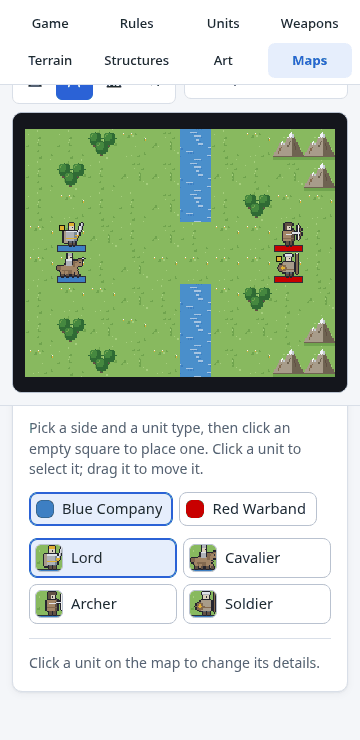 Game
Rules
Units
Weapons
Terrain
Structures
Art
Maps
Pick a side and a unit type, then click an
empty square to place one. Click a unit to
select it; drag it to move it.
Blue Company
Red Warband
Lord
Cavalier
Archer
Soldier
Click a unit on the map to change its details.